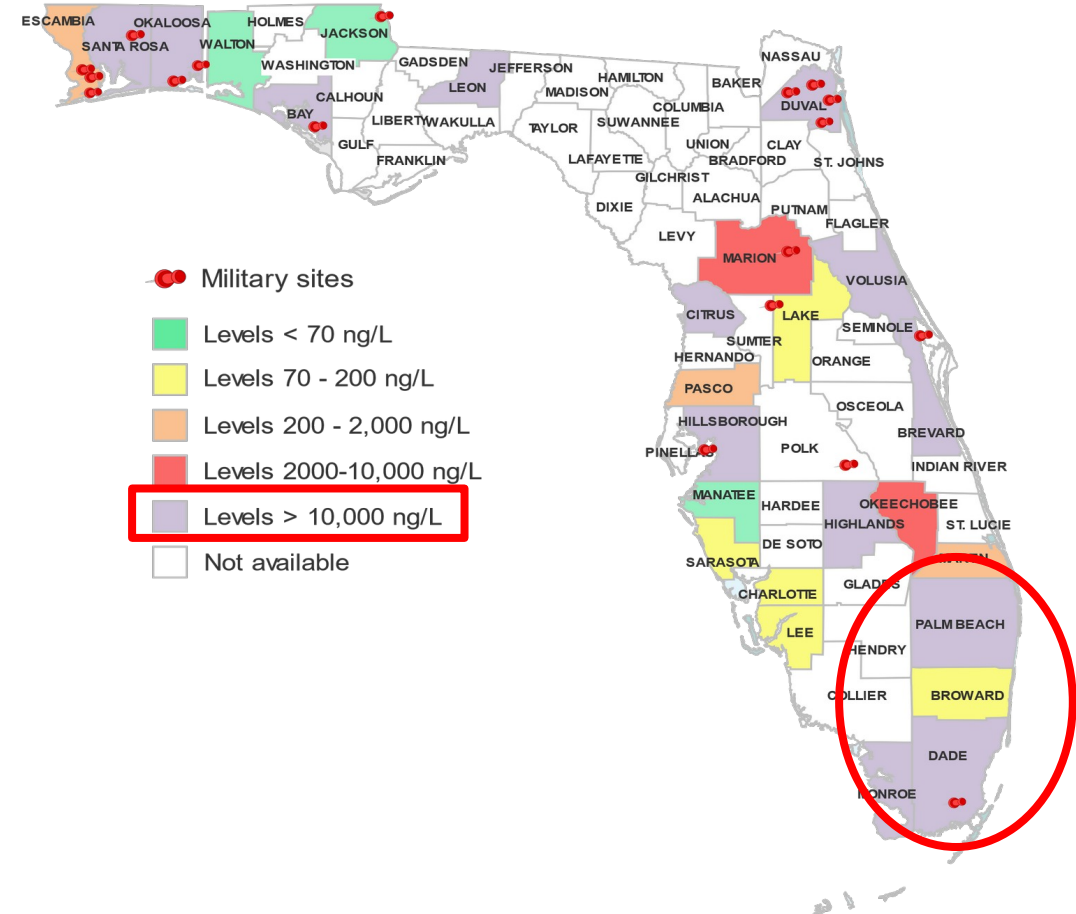 ESCAMBIA
OKALOOSA
HOLMES
JACKSON
SANTA ROSA
WALTON
WASHINGTON
GADSDEN
JEFFERSON
NASSAU
LEON
MADISON
HAMILTON
BAKER
BAY
CALHOUN
COLUMBIA
DUVAL
LIBERTY
WAKULLA
TAYLOR
SUWANNEE
GULF
FRANKLIN
LAFAYETTE
UNION
BRADFORD
CLAY
ST. JOHNS
GILCHRIST
DIXIE
ALACHUA
PUTNAM
FLAGLER
LEVY
MARION
VOLUSIA
CITRUS
LAKE
SEMINOLE
SUMTER
HERNANDO
ORANGE
PASCO
OSCEOLA
HILLSBOROUGH
BREVARD
PINELLAS
POLK
INDIAN RIVER
MANATEE
HARDEE
OKEECHOBEE
HIGHLANDS
ST. LUCIE
DE SOTO
SARASOTA
MARTIN
CHARLOTTE
GLADES
LEE
PALM BEACH
HENDRY
COLLIER
BROWARD
DADE
MONROE
Military sites
Levels < 70 ng/L
Levels 70 - 200 ng/L
Levels 200 - 2,000 ng/L
Levels 2000-10,000 ng/L
Levels > 10,000 ng/L
Not available